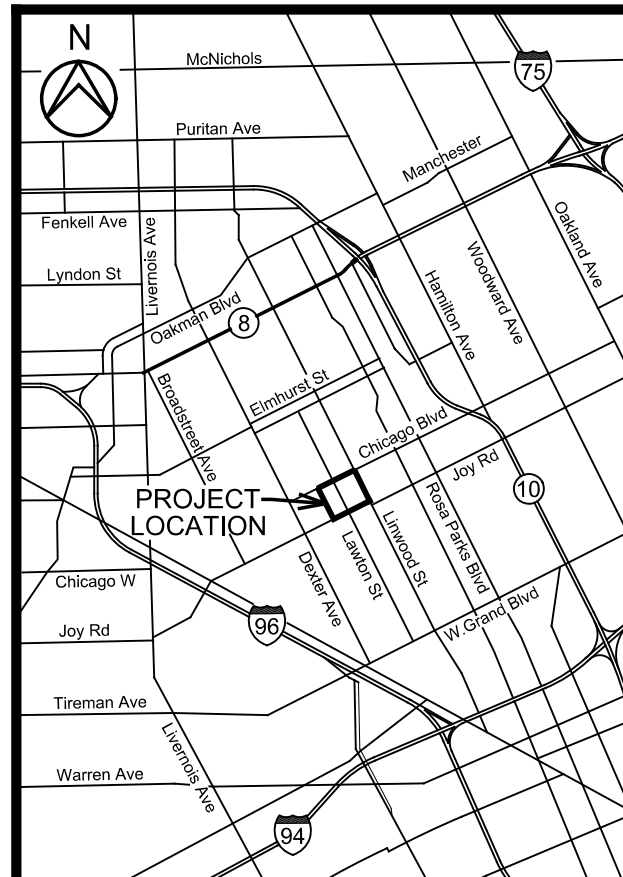 N
McNichols
75
Puritan Ave
Manchester
Fenkell Ave
Livernois Ave
Lyndon St
Oakland Ave
Woodward Ave
Hamilton Ave
Oakman Blvd
8
Broadstreet Ave
Elmhurst St
Chicago Blvd
Joy Rd
PROJECT
LOCATION
10
Rosa Parks Blvd
Linwood St
Lawton St
Dexter Ave
Chicago W
W.Grand Blvd
96
Joy Rd
Tireman Ave
Livernois Ave
Warren Ave
94